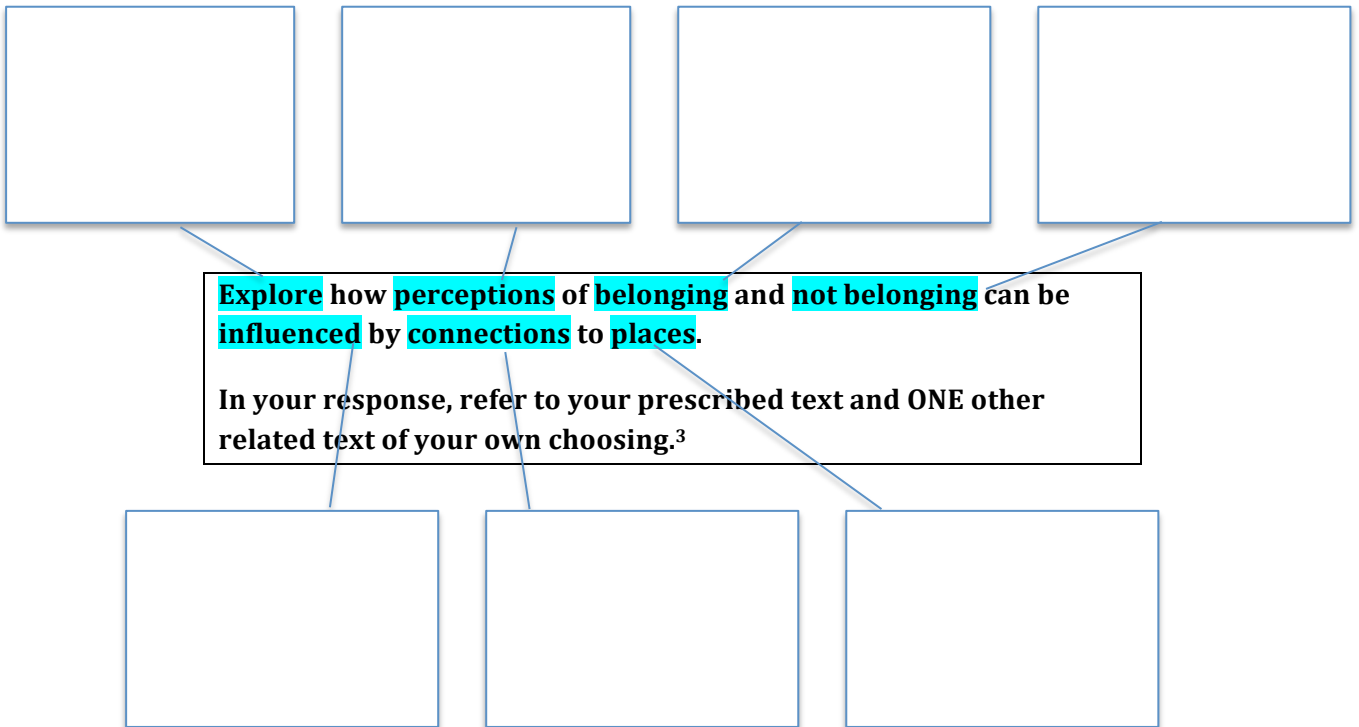 Explore how perceptions of belonging and not belonging can be
influenced by connections to places.
In your response, refer to your prescribed text and ONE other
related text of your own choosing.³